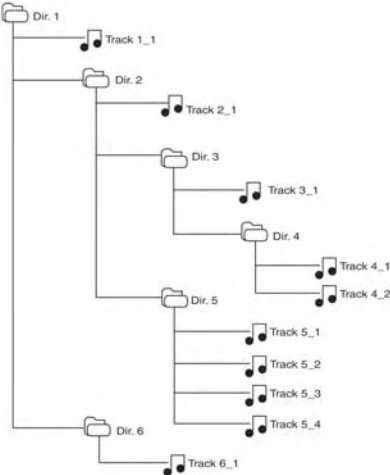 Dir. 1
Track 1_1
Dir. 2
Track 2_1
Dir. 3
Track 3_1
Dir. 4
Track 4_1
Track 4_2
Dir. 5
Track 5_1
Track 5_2
Track 5_3
Track 5_4
Dir. 6
Track 6_1